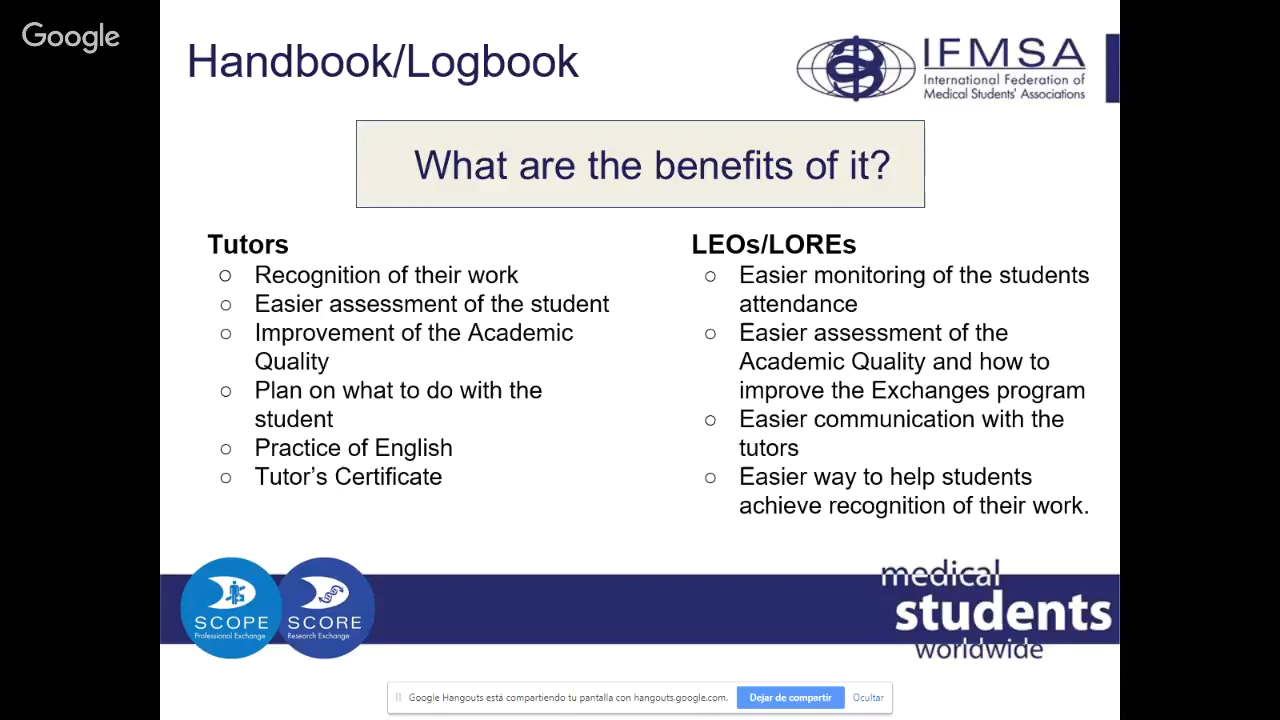 Google
Handbook/Logbook
IFMSA
International Federation of
Medical Students' Associations
What are the benefits of it?
Tutors
○ Recognition of their work
○ Easier assessment of the student
○ Improvement of the Academic
Quality
○ Plan on what to do with the
student
○ Practice of English
○ Tutor’s Certificate
LEOs/LOREs
○ Easier monitoring of the students
attendance
○ Easier assessment of the
Academic Quality and how to
improve the Exchanges program
○ Easier communication with the
tutors
○ Easier way to help students
achieve recognition of their work.
SCOPE
Professional Exchange
SCORE
Research Exchange
medical
students
worldwide
Google Hangouts está compartiendo tu pantalla con hangouts.google.com.
Dejar de compartir
Ocultar